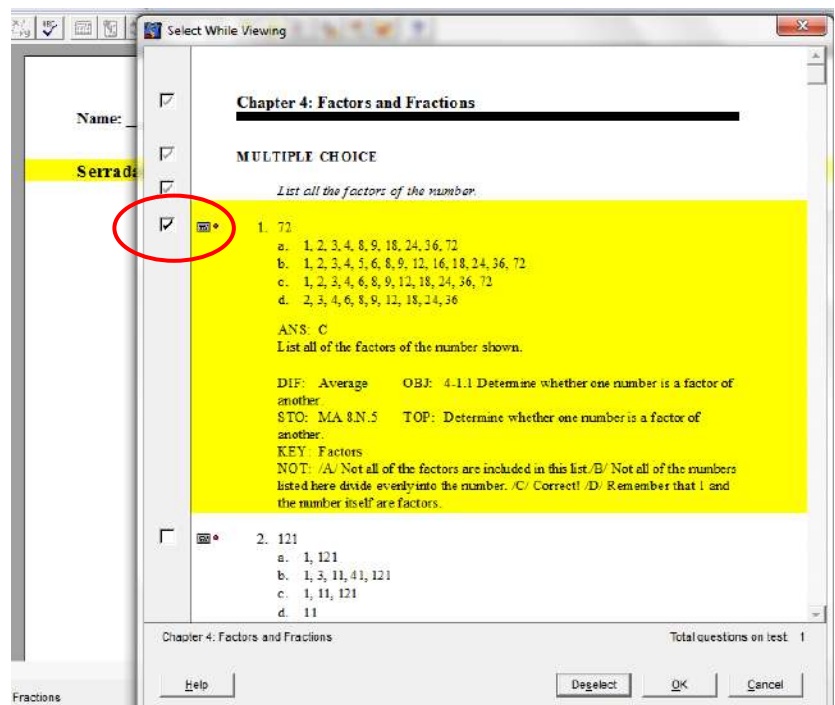 Select While Viewing
Name:
Serrada
Chapter 4: Factors and Fractions
MULTIPLE CHOICE
List all the factors of the number.
1. 72
a. 1, 2, 3, 4, 8, 9, 18, 24, 36, 72
b. 1, 2, 3, 4, 5, 6, 8, 9, 12, 16, 18, 24, 36, 72
c. 1, 2, 3, 4, 6, 8, 9, 12, 18, 24, 36, 72
d. 2, 3, 4, 6, 8, 9, 12, 18, 24, 36
ANS: C
List all of the factors of the number shown.
DIF: Average OBJ: 4-1.1 Determine whether one number is a factor of
another.
STO: MA 8.N.5 TOP: Determine whether one number is a factor of
another.
KEY: Factors
NOT: /A/ Not all of the factors are included in this list./B/ Not all of the numbers
listed here divide evenly into the number. /C/ Correct! /D/ Remember that 1 and
the number itself are factors.
2. 121
a. 1, 121
b. 1, 3, 11, 41, 121
c. 1, 11, 121
d. 11
Chapter 4: Factors and Fractions Total questions on test: 1
Help Deselect OK Cancel
Fractions